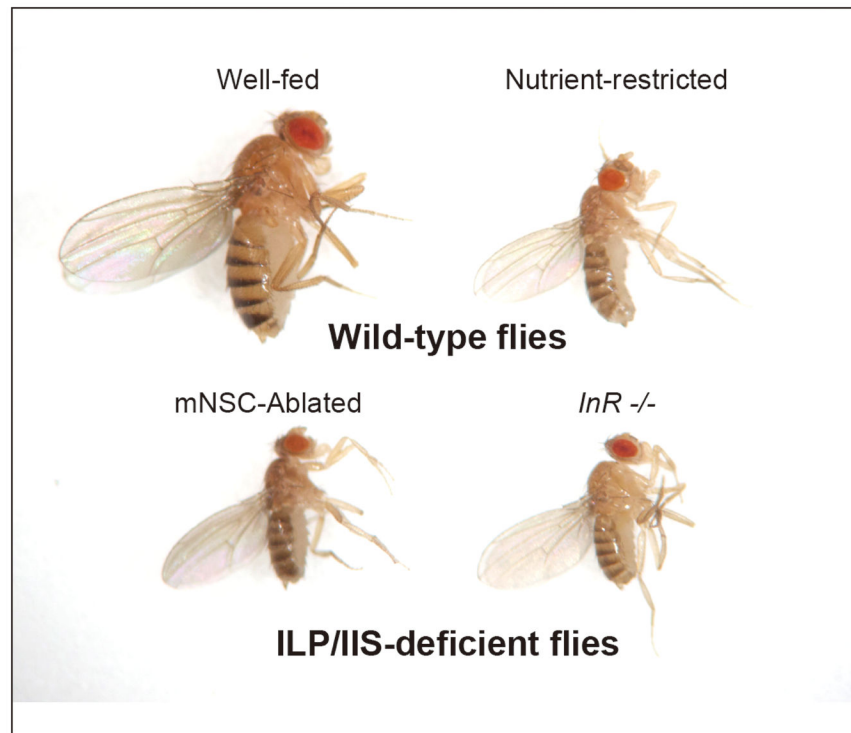 Well-fed
Nutrient-restricted
Wild-type flies
mNSC-Ablated
InR -/-
ILP/IIS-deficient flies